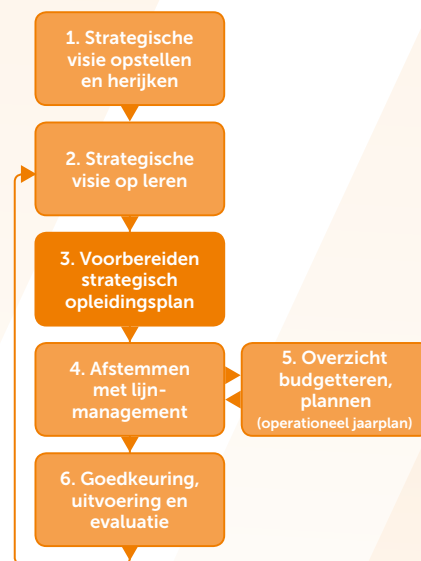 1. Strategische
visie opstellen
en herijken
2. Strategische
visie op leren
3. Voorbereiden
strategisch
opleidingsplan
4. Afstemmen
met lijn-
management
5. Overzicht
budgetteren,
plannen
(operationeel jaarplan)
6. Goedkeuring,
uitvoering en
evaluatie